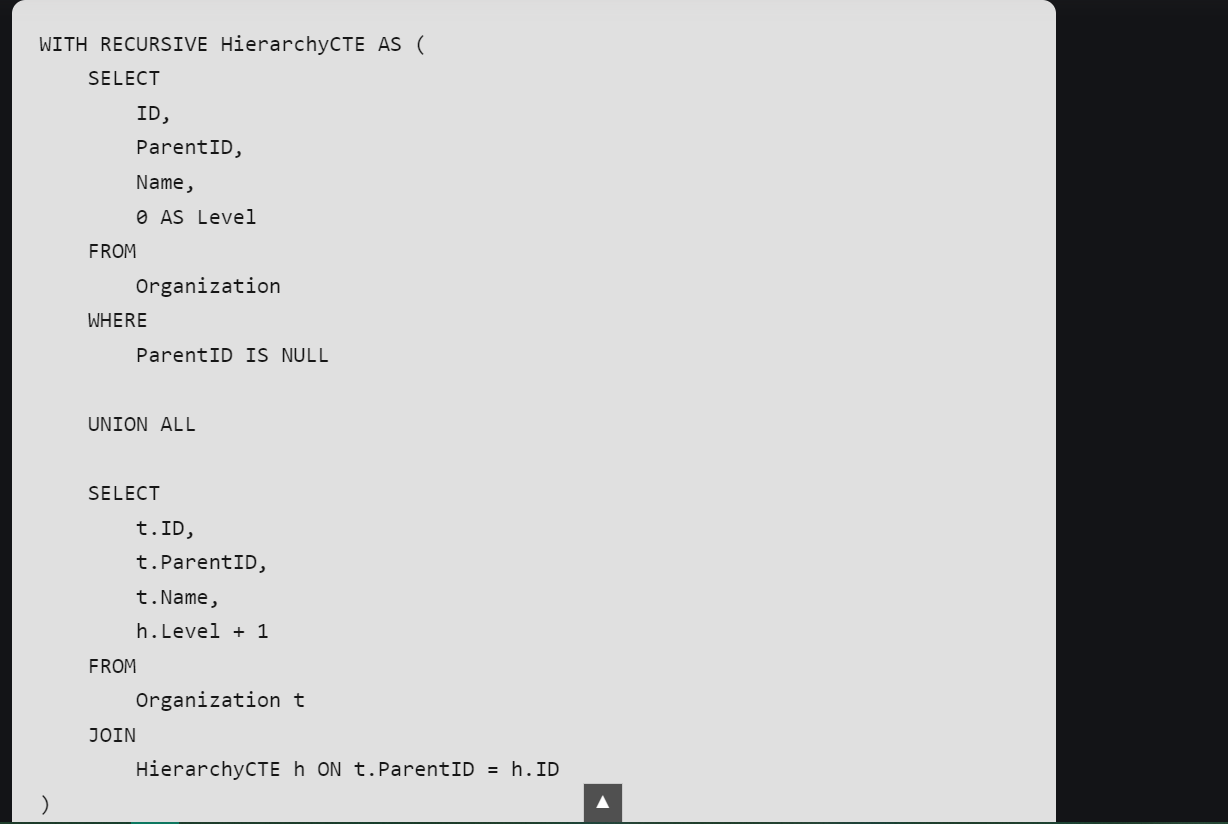 WITH RECURSIVE HierarchyCTE AS (
    SELECT
        ID,
        ParentID,
        Name,
        0 AS Level
    FROM
        Organization
    WHERE
        ParentID IS NULL

    UNION ALL

    SELECT
        t.ID,
        t.ParentID,
        t.Name,
        h.Level + 1
    FROM
        Organization t
    JOIN
        HierarchyCTE h ON t.ParentID = h.ID
)